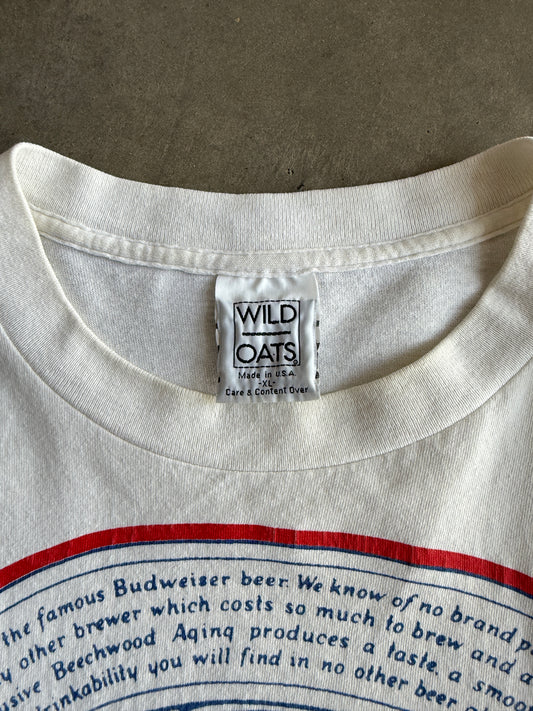 WILD
OATS
Made in U.S.A.
-XL-
Care & Content Over
the famous Budweiser beer. We know of no brand p
y other brewer which costs so much to brew and a
usive Beechwood Aging produces a taste, a smoo
drinkability you will find in no other beer a